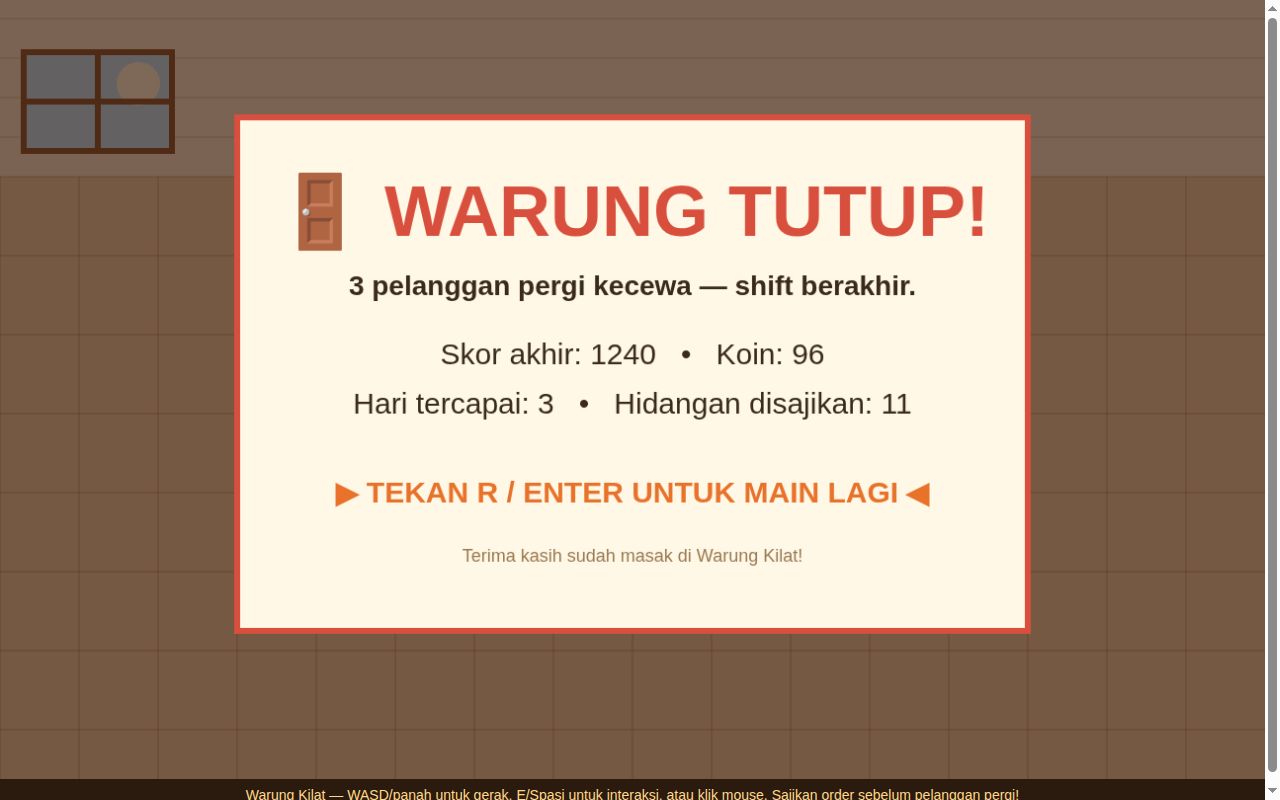 WARUNG TUTUP!
3 pelanggan pergi kecewa — shift berakhir.
Skor akhir: 1240 • Koin: 96
Hari tercapai: 3 • Hidangan disajikan: 11
▶ TEKAN R / ENTER UNTUK MAIN LAGI ◀
Terima kasih sudah masak di Warung Kilat!
Warung Kilat — WASD/panah untuk gerak, E/Spasi untuk interaksi, atau klik mouse. Sajikan order sebelum pelanggan pergi!